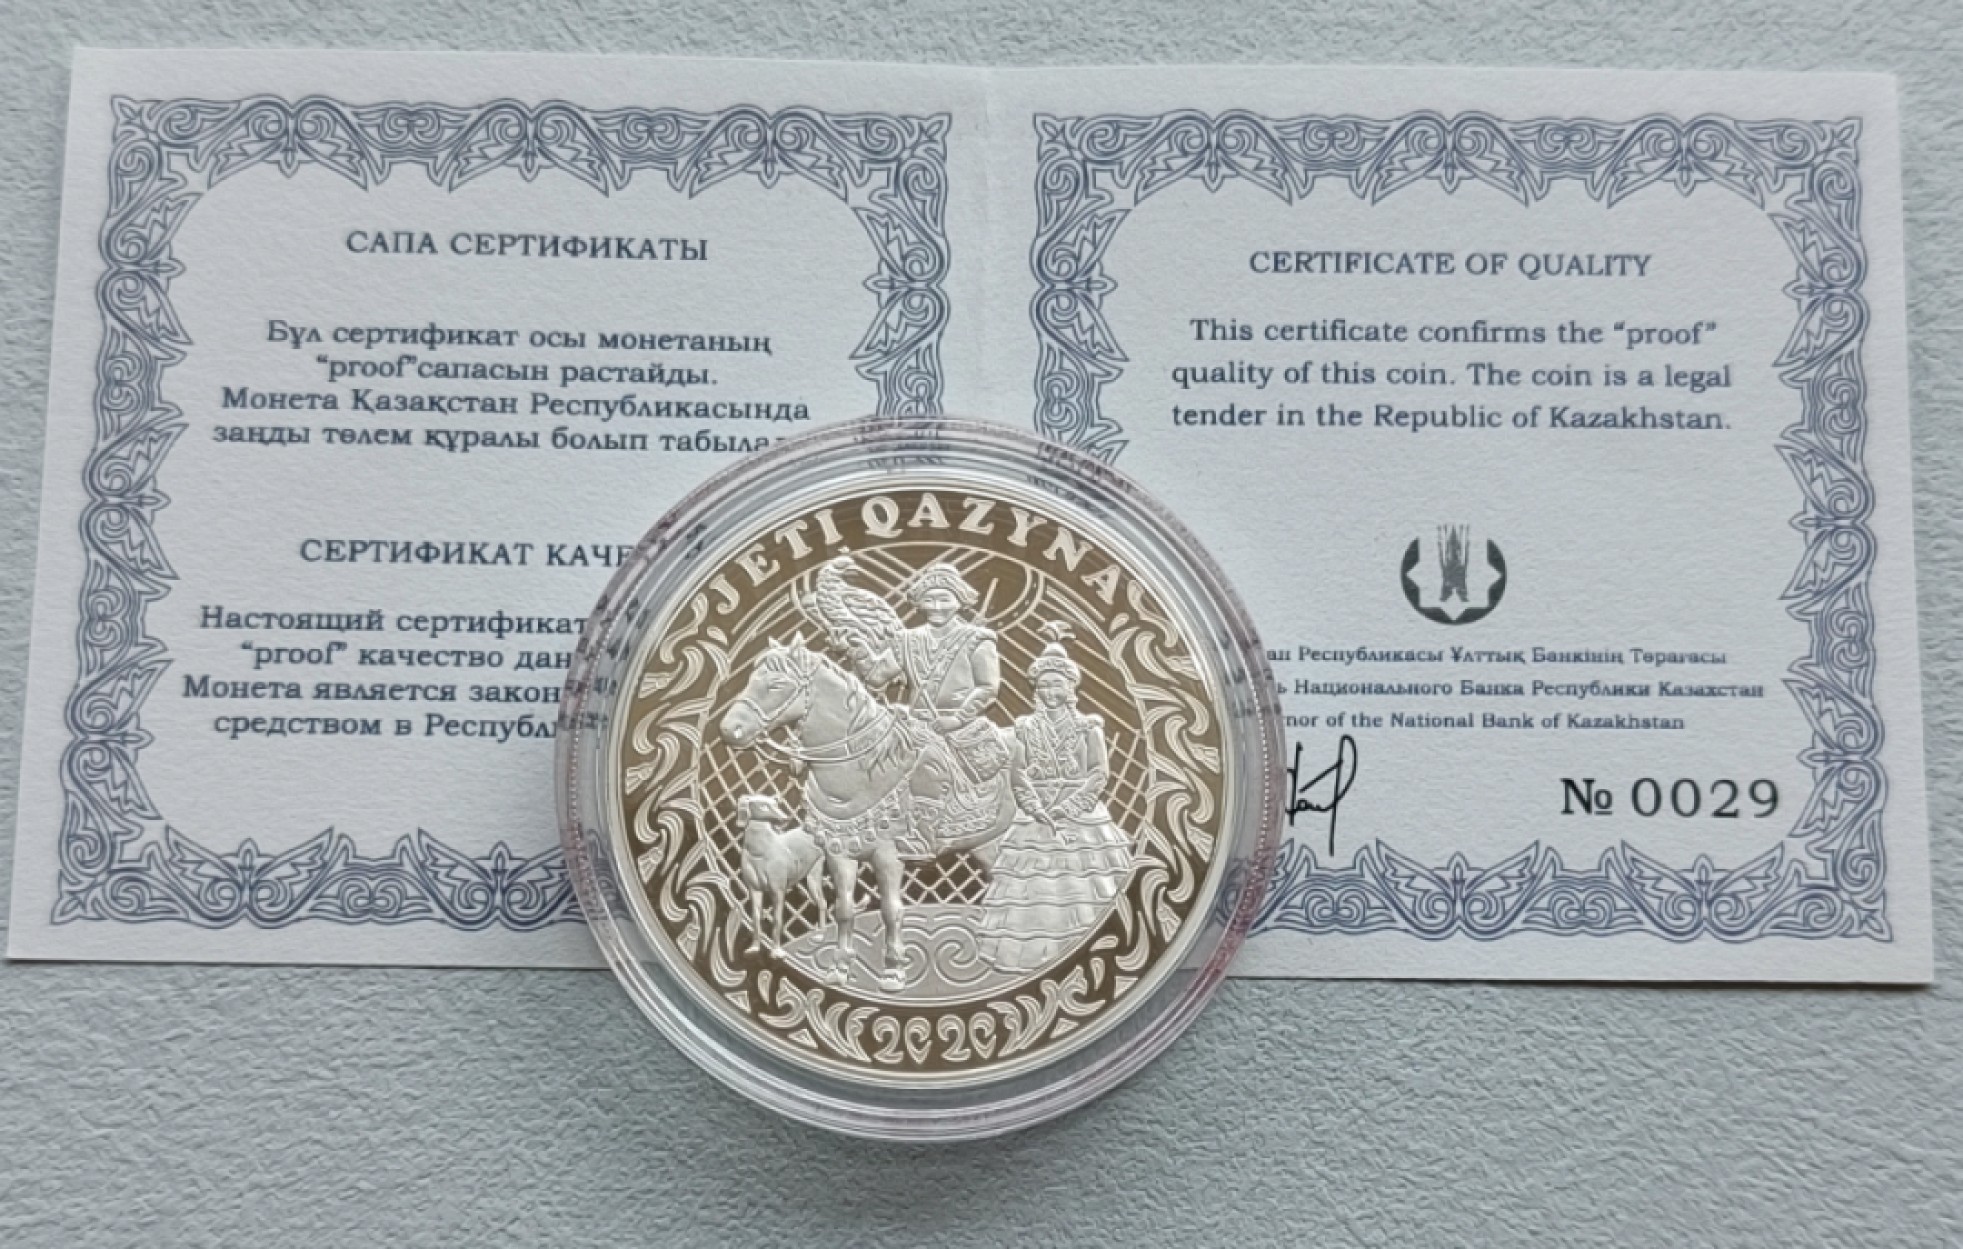 САПА СЕРТИФИКАТЫ
Бұл сертификат осы монетаның
“proof”сапасын растайды.
Монета Қазақстан Республикасында
заңды төлем құралы болып
СЕРТИФИКАТ
Настоящий сертификат
“proof” качество
Монета является
средством в
CERTIFICATE OF QUALITY
This certificate confirms the “proof”
quality of this coin. The coin is a legal
tender in the Republic of Kazakhstan.
Республикасы Ұлттық Банкінің Төрағасы
Национального Банка Республики Казахстан
of the National Bank of Kazakhstan
№ 0029
JETI QAZYNA
2020